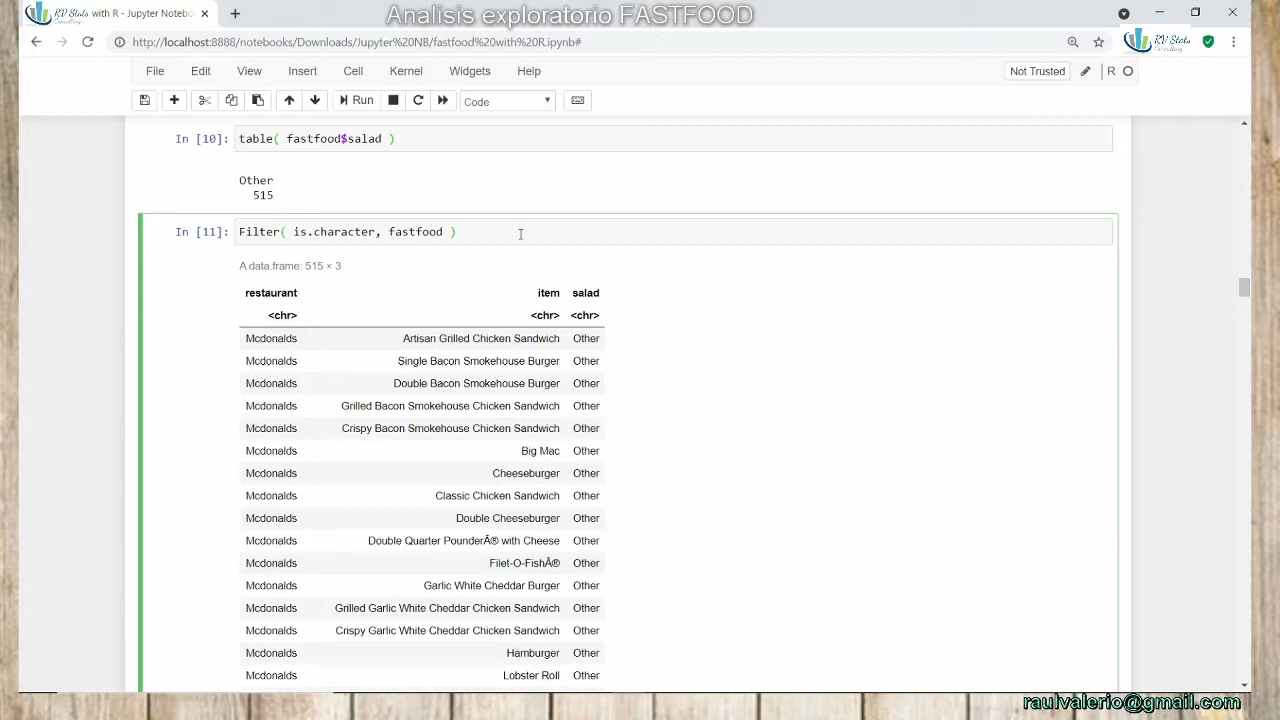 Analisis exploratorio FASTFOOD
RV Stats
Consulting
with R - Jupyter Notebo
http://localhost:8888/notebooks/Downloads/Jupyter%20NB/fastfood%20with%20R.ipynb#
RV Stats
Consulting
File Edit View Insert Cell Kernel Widgets Help
Not Trusted
R
Run
Code
In [10]: table( fastfood$salad )
Other
515
In [11]: Filter( is.character, fastfood )
A data.frame: 515 × 3
restaurant item salad
<chr> <chr> <chr>
Mcdonalds Artisan Grilled Chicken Sandwich Other
Mcdonalds Single Bacon Smokehouse Burger Other
Mcdonalds Double Bacon Smokehouse Burger Other
Mcdonalds Grilled Bacon Smokehouse Chicken Sandwich Other
Mcdonalds Crispy Bacon Smokehouse Chicken Sandwich Other
Mcdonalds Big Mac Other
Mcdonalds Cheeseburger Other
Mcdonalds Classic Chicken Sandwich Other
Mcdonalds Double Cheeseburger Other
Mcdonalds Double Quarter PounderÂ® with Cheese Other
Mcdonalds Filet-O-FishÂ® Other
Mcdonalds Garlic White Cheddar Burger Other
Mcdonalds Grilled Garlic White Cheddar Chicken Sandwich Other
Mcdonalds Crispy Garlic White Cheddar Chicken Sandwich Other
Mcdonalds Hamburger Other
Mcdonalds Lobster Roll Other
raulvalerio@gmail.com